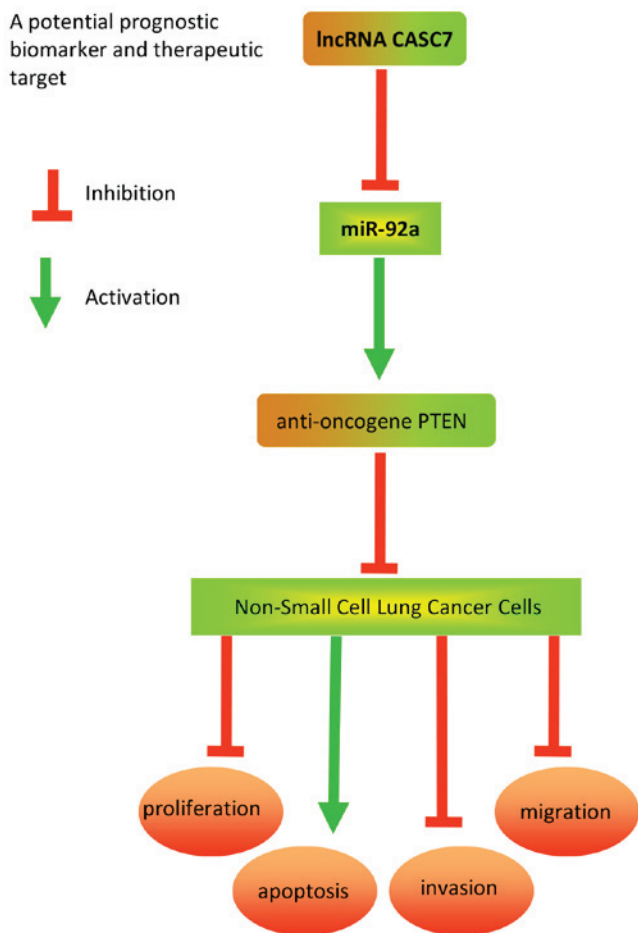 A potential prognostic
biomarker and therapeutic
target
lncRNA CASC7
Inhibition
miR-92a
Activation
anti-oncogene PTEN
Non-Small Cell Lung Cancer Cells
proliferation
migration
apoptosis
invasion